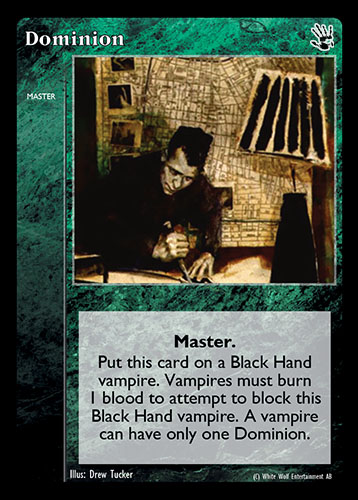 Dominion
MASTER
Master.
Put this card on a Black Hand
vampire. Vampires must burn
1 blood to attempt to block this
Black Hand vampire. A vampire
can have only one Dominion.
Illus: Drew Tucker
(C) White Wolf Entertainment AB